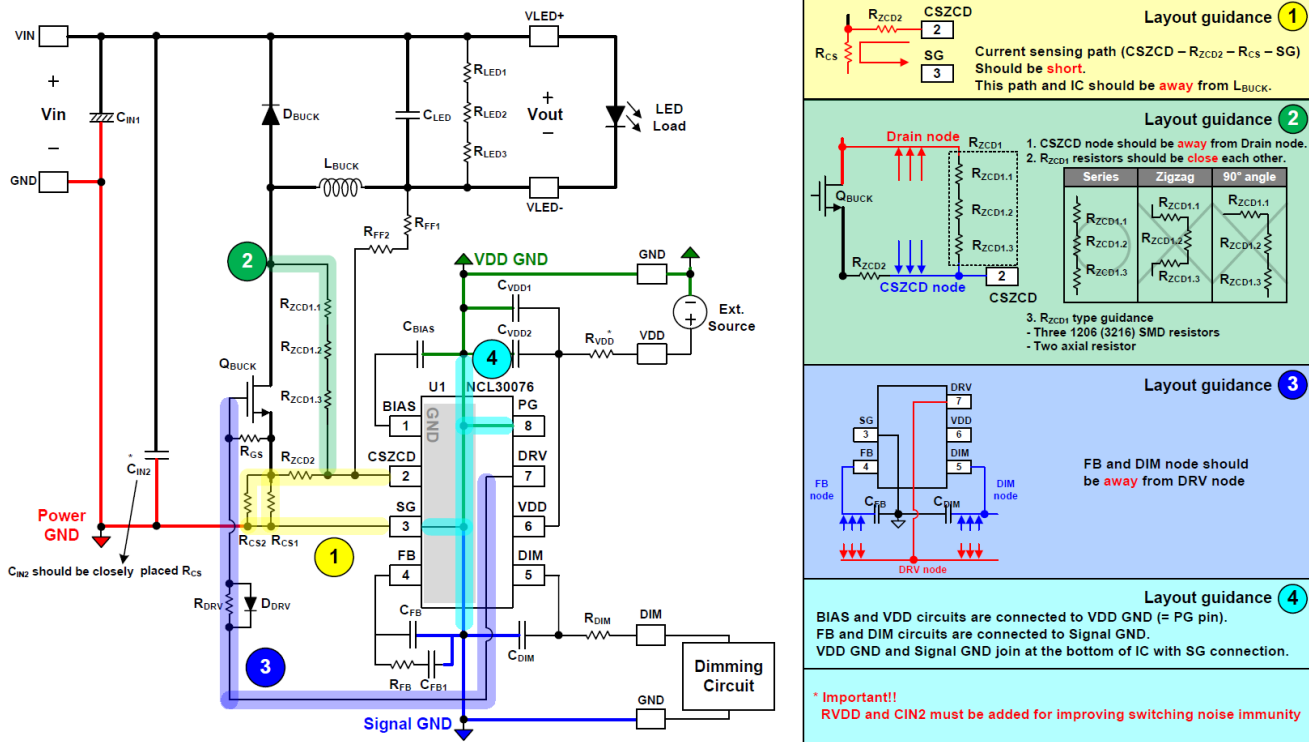 VIN
+
Vin
−
GND
CIN1
DBUCK
LBUCK
CLED
RLED1
RLED2
RLED3
VLED+
+
Vout
−
VLED-
LED
Load
RFF2
RFF1
2
VDD GND
GND
CVDD1
CVDD2
CBIAS
4
RVDD*
VDD
−
+
Ext.
Source
RZCD1.1
RZCD1.2
RZCD1.3
QBUCK
RGS
RZCD2
*
CIN2
Power
GND
RCS2
RCS1
1
CIN2 should be closely placed RCS
RDRV
DDRV
3
U1
NCL30076
GND
BIAS
1
CSZCD
2
SG
3
FB
4
PG
8
DRV
7
VDD
6
DIM
5
CFB
RFB
CFB1
CDIM
RDIM
DIM
Dimming
Circuit
GND
Signal GND
Layout guidance 1
RZCD2
CSZCD
2
RCS
SG
3
Current sensing path (CSZCD – RZCD2 – RCS – SG)
Should be short.
This path and IC should be away from LBUCK.
Layout guidance 2
1. CSZCD node should be away from Drain node.
2. RZCD1 resistors should be close each other.
Drain node
RZCD1
QBUCK
RZCD1.1
RZCD1.2
RZCD1.3
RZCD2
CSZCD node
2
CSZCD
Series
Zigzag
90° angle
RZCD1.1
RZCD1.2
RZCD1.3
RZCD1.1
RZCD1.2
RZCD1.3
RZCD1.1
RZCD1.2
RZCD1.3
3. RZCD1 type guidance
- Three 1206 (3216) SMD resistors
- Two axial resistor
Layout guidance 3
DRV
7
SG
3
VDD
6
FB
4
DIM
5
FB
node
CFB
CDIM
DIM
node
DRV node
FB and DIM node should
be away from DRV node
Layout guidance 4
BIAS and VDD circuits are connected to VDD GND (= PG pin).
FB and DIM circuits are connected to Signal GND.
VDD GND and Signal GND join at the bottom of IC with SG connection.
* Important!!
RVDD and CIN2 must be added for improving switching noise immunity